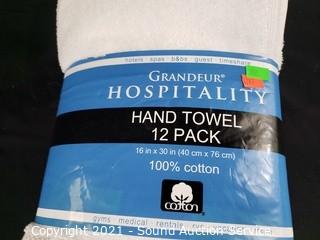 hotels spas b&bs guest timeshare
GRANDEUR®
HOSPITALITY
HAND TOWEL
12 PACK
16 in x 30 in (40 cm x 76 cm)
100% cotton
cotton
gyms medical rentals rvs
Copyright 2021 - Sound Auction Service